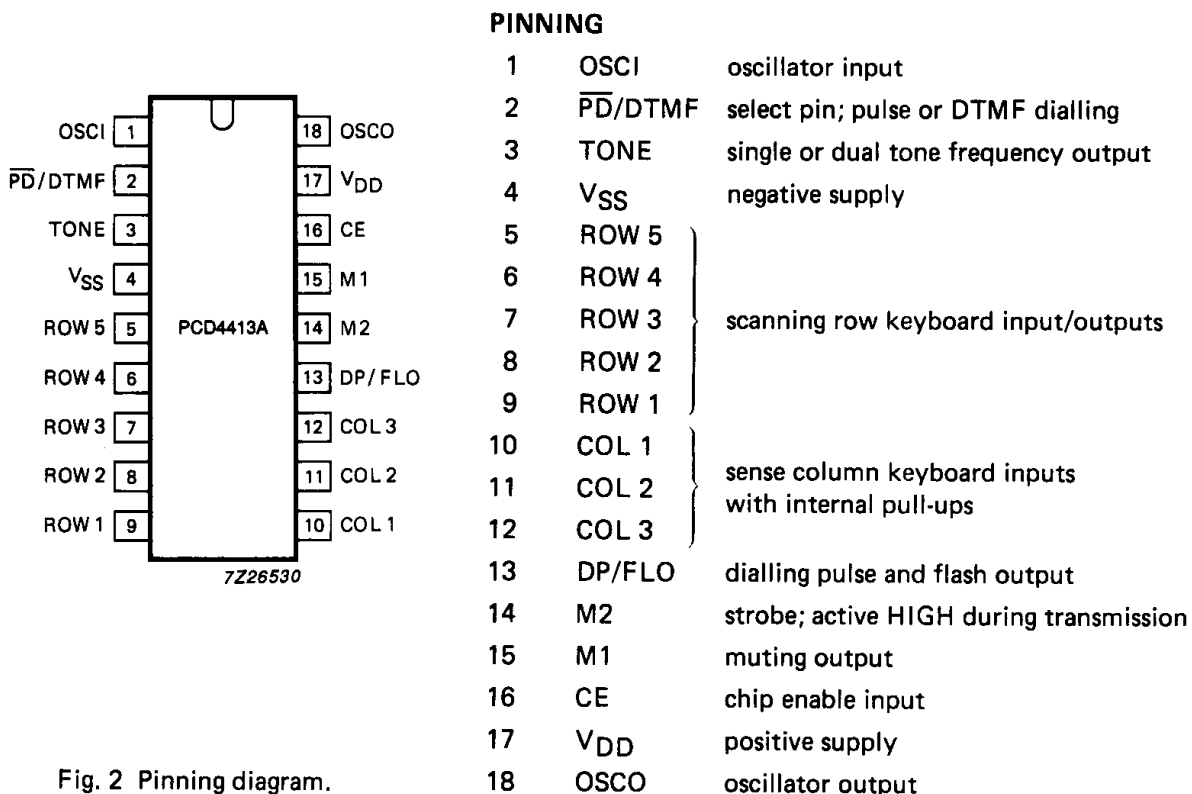 PINNING
1 OSCI oscillator input
2 P̅D̅/DTMF select pin; pulse or DTMF dialling
3 TONE single or dual tone frequency output
4 VSS negative supply
5 ROW 5
6 ROW 4
7 ROW 3 scanning row keyboard input/outputs
8 ROW 2
9 ROW 1
10 COL 1
11 COL 2 sense column keyboard inputs
with internal pull-ups
12 COL 3
13 DP/FLO dialling pulse and flash output
14 M2 strobe; active HIGH during transmission
15 M1 muting output
16 CE chip enable input
17 VDD positive supply
18 OSCO oscillator output
OSCI 1 18 OSCO
P̅D̅/DTMF 2 17 VDD
TONE 3 16 CE
VSS 4 15 M1
ROW 5 5 PCD4413A 14 M2
ROW 4 6 13 DP/FLO
ROW 3 7 12 COL 3
ROW 2 8 11 COL 2
ROW 1 9 10 COL 1
7Z26530
Fig. 2 Pinning diagram.